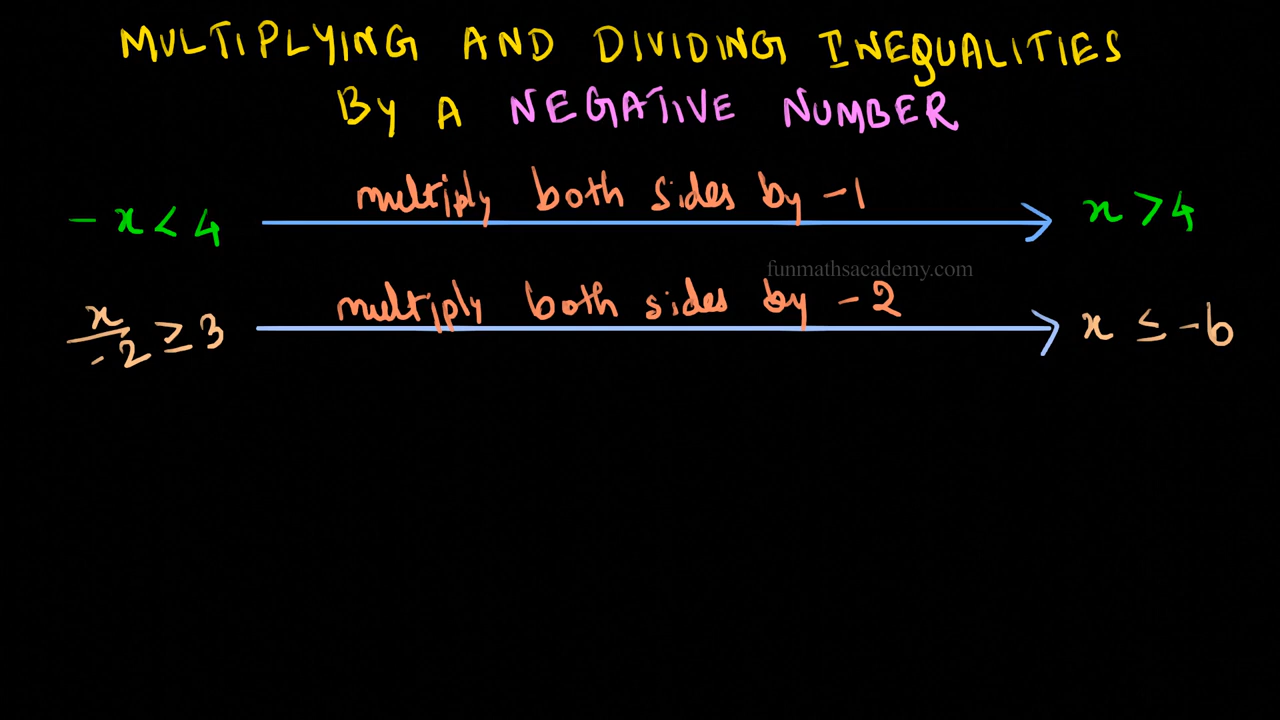 MULTIPLYING AND DIVIDING INEQUALITIES
BY A NEGATIVE NUMBER
-x < 4 multiply both sides by -1 x > 4
funmathsacademy.com
x/-2 ≥ 3 multiply both sides by -2 x ≤ -6